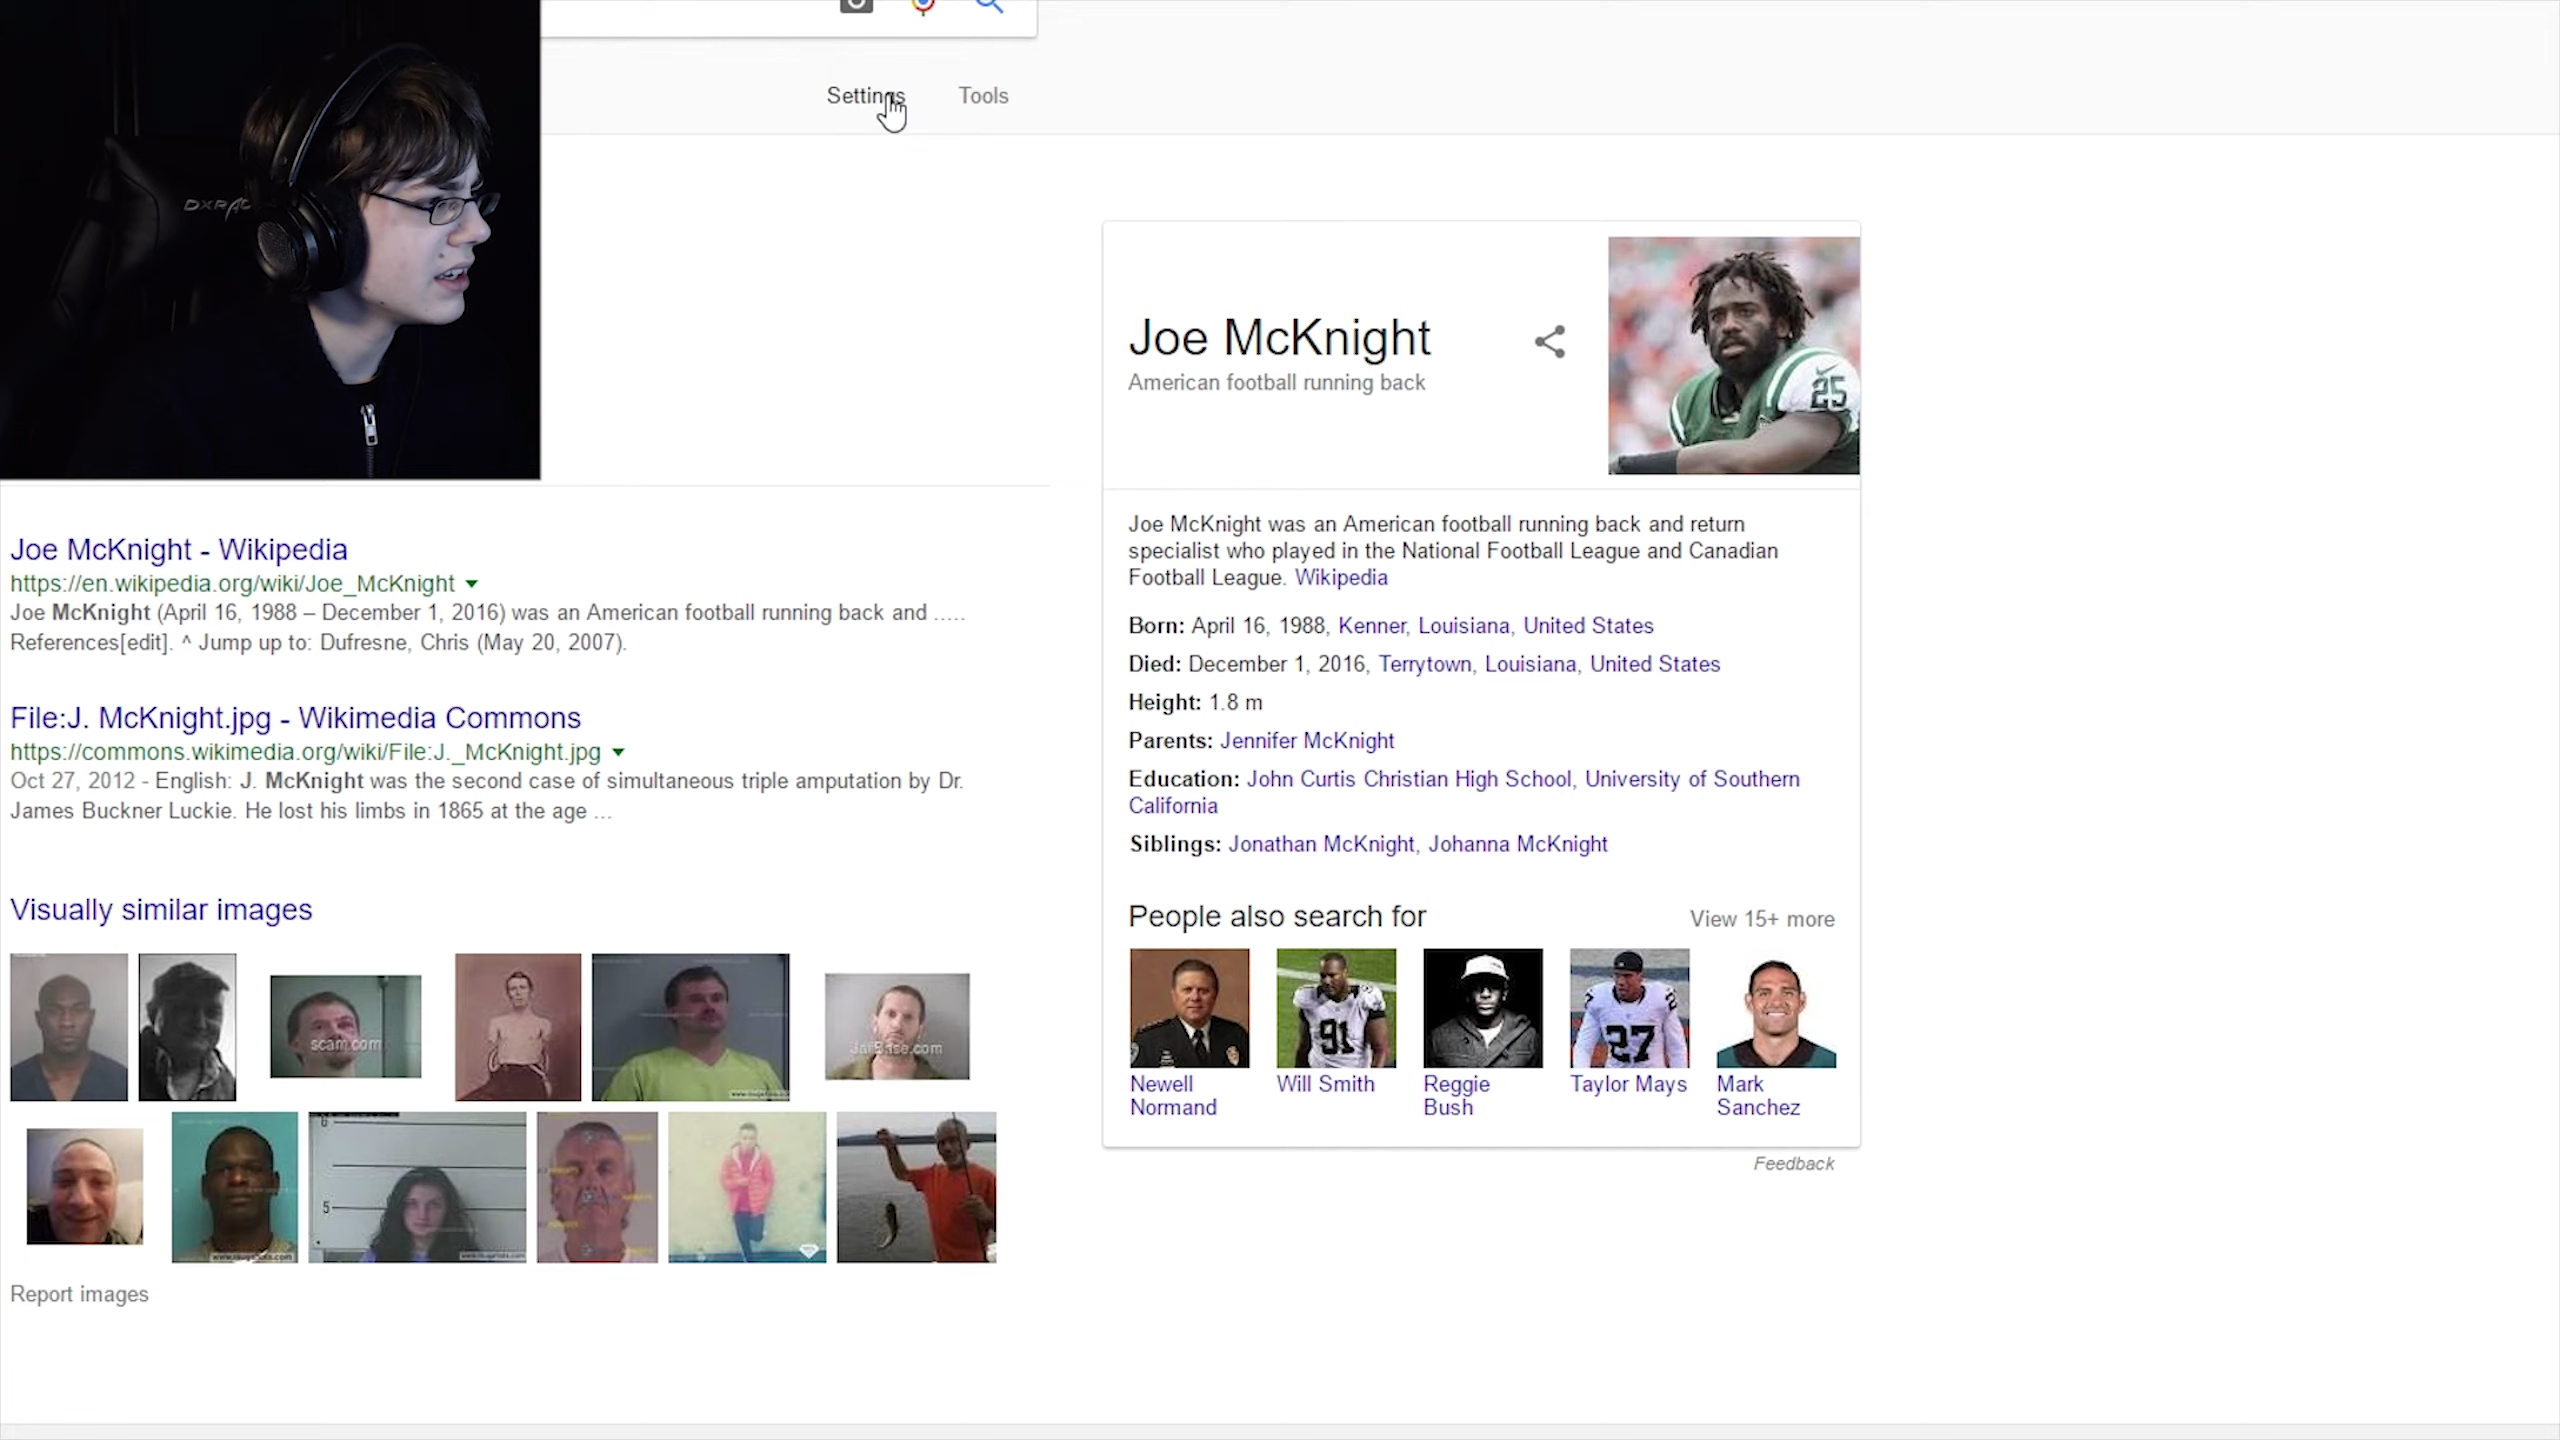 Settings
Tools
Joe McKnight
American football running back
25
Joe McKnight was an American football running back and return
specialist who played in the National Football League and Canadian
Football League. Wikipedia
Born: April 16, 1988, Kenner, Louisiana, United States
Died: December 1, 2016, Terrytown, Louisiana, United States
Height: 1.8 m
Parents: Jennifer McKnight
Education: John Curtis Christian High School, University of Southern
California
Siblings: Jonathan McKnight, Johanna McKnight
People also search for
View 15+ more
91
27
Newell
Normand
Will Smith
Reggie
Bush
Taylor Mays
Mark
Sanchez
Feedback
Joe McKnight - Wikipedia
https://en.wikipedia.org/wiki/Joe_McKnight
Joe McKnight (April 16, 1988 – December 1, 2016) was an American football running back and .....
References[edit]. ^ Jump up to: Dufresne, Chris (May 20, 2007).
File:J. McKnight.jpg - Wikimedia Commons
https://commons.wikimedia.org/wiki/File:J._McKnight.jpg
Oct 27, 2012 - English: J. McKnight was the second case of simultaneous triple amputation by Dr.
James Buckner Luckie. He lost his limbs in 1865 at the age ...
Visually similar images
scam.com
6
5
Report images